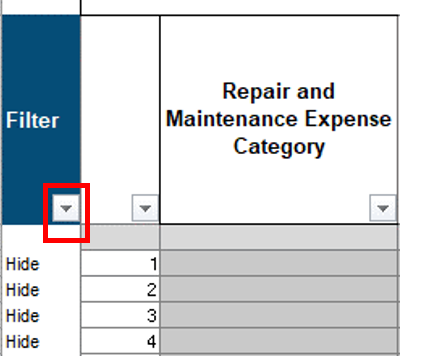 Filter
Repair and
Maintenance Expense
Category
Hide 1
Hide 2
Hide 3
Hide 4